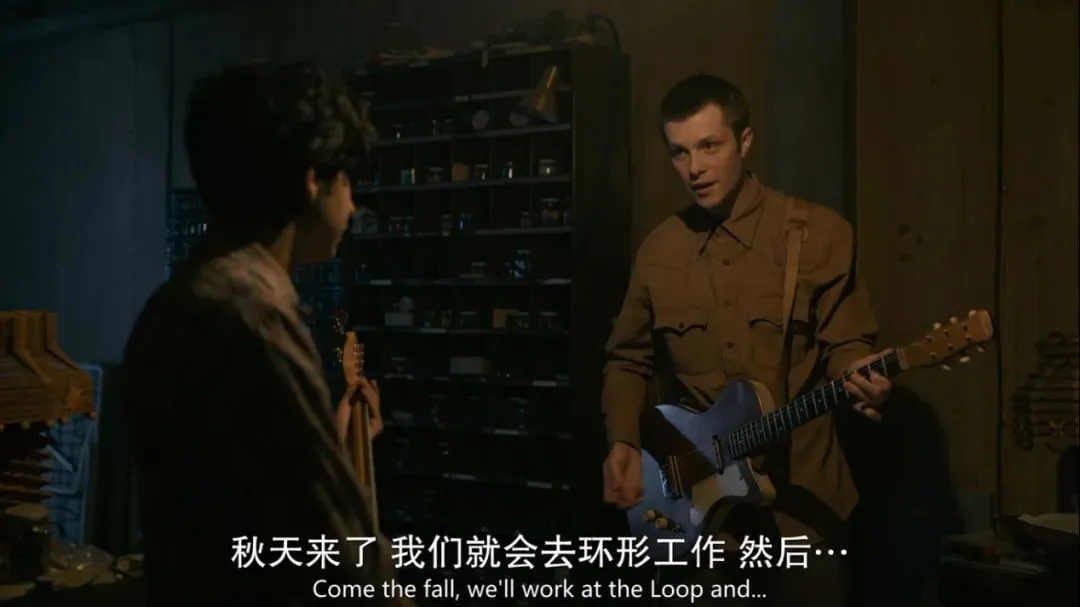 秋天来了 我们就会去环形工作 然后…
Come the fall, we'll work at the Loop and...